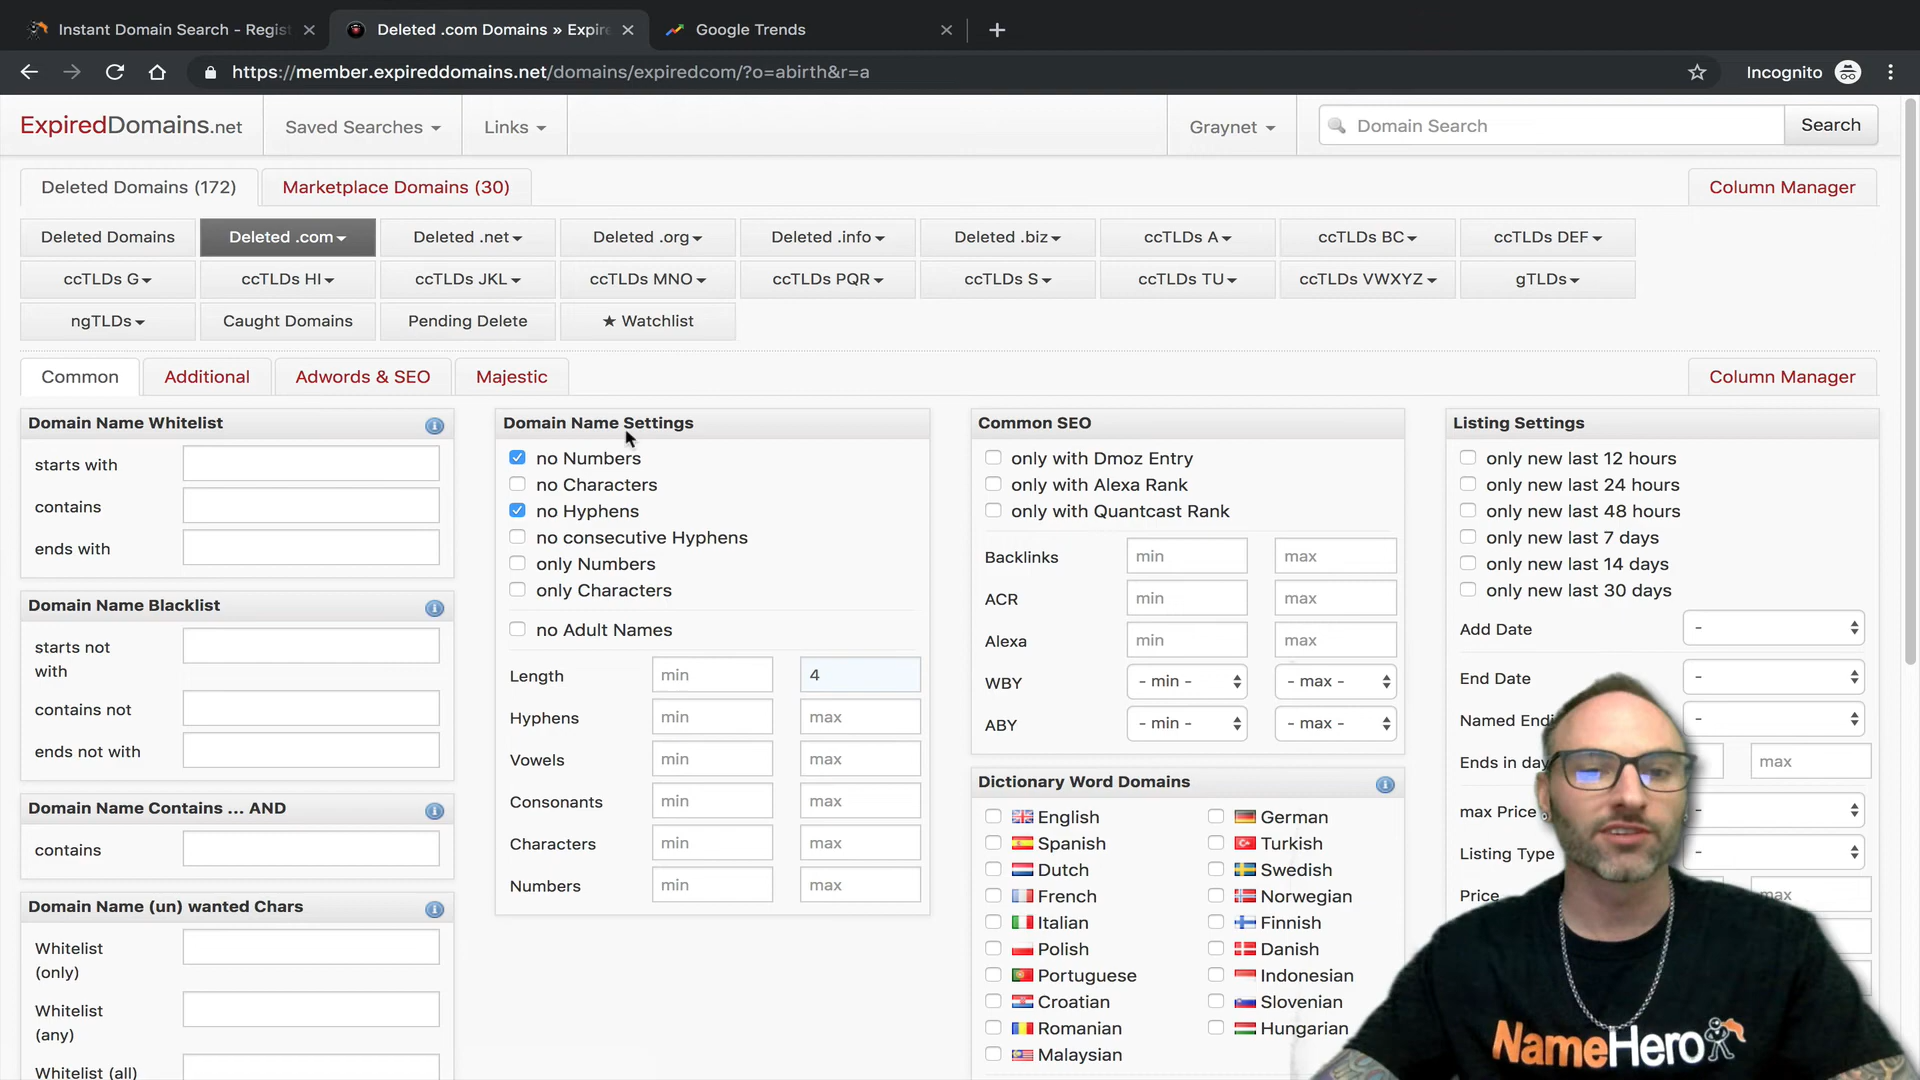 Instant Domain Search - Regist
Deleted .com Domains » Expire
Google Trends
https://member.expireddomains.net/domains/expiredcom/?o=abirth&r=a
Incognito
ExpiredDomains.net
Saved Searches
Links
Graynet
Domain Search
Search
Deleted Domains (172)
Marketplace Domains (30)
Column Manager
Deleted Domains
Deleted .com
Deleted .net
Deleted .org
Deleted .info
Deleted .biz
ccTLDs A
ccTLDs BC
ccTLDs DEF
ccTLDs G
ccTLDs HI
ccTLDs JKL
ccTLDs MNO
ccTLDs PQR
ccTLDs S
ccTLDs TU
ccTLDs VWXYZ
gTLDs
ngTLDs
Caught Domains
Pending Delete
★ Watchlist
Common
Additional
Adwords & SEO
Majestic
Column Manager
Domain Name Whitelist
starts with
contains
ends with
Domain Name Blacklist
starts not
with
contains not
ends not with
Domain Name Contains ... AND
contains
Domain Name (un) wanted Chars
Whitelist
(only)
Whitelist
(any)
Whitelist (all)
Domain Name Settings
no Numbers
no Characters
no Hyphens
no consecutive Hyphens
only Numbers
only Characters
no Adult Names
Length min 4
Hyphens min max
Vowels min max
Consonants min max
Characters min max
Numbers min max
Common SEO
only with Dmoz Entry
only with Alexa Rank
only with Quantcast Rank
Backlinks min max
ACR min max
Alexa min max
WBY - min - - max -
ABY - min - - max -
Dictionary Word Domains
English German
Spanish Turkish
Dutch Swedish
French Norwegian
Italian Finnish
Polish Danish
Portuguese Indonesian
Croatian Slovenian
Romanian Hungarian
Malaysian
Listing Settings
only new last 12 hours
only new last 24 hours
only new last 48 hours
only new last 7 days
only new last 14 days
only new last 30 days
Add Date -
End Date -
Named Endi -
Ends in day max
max Price -
Listing Type -
Price max
NameHero